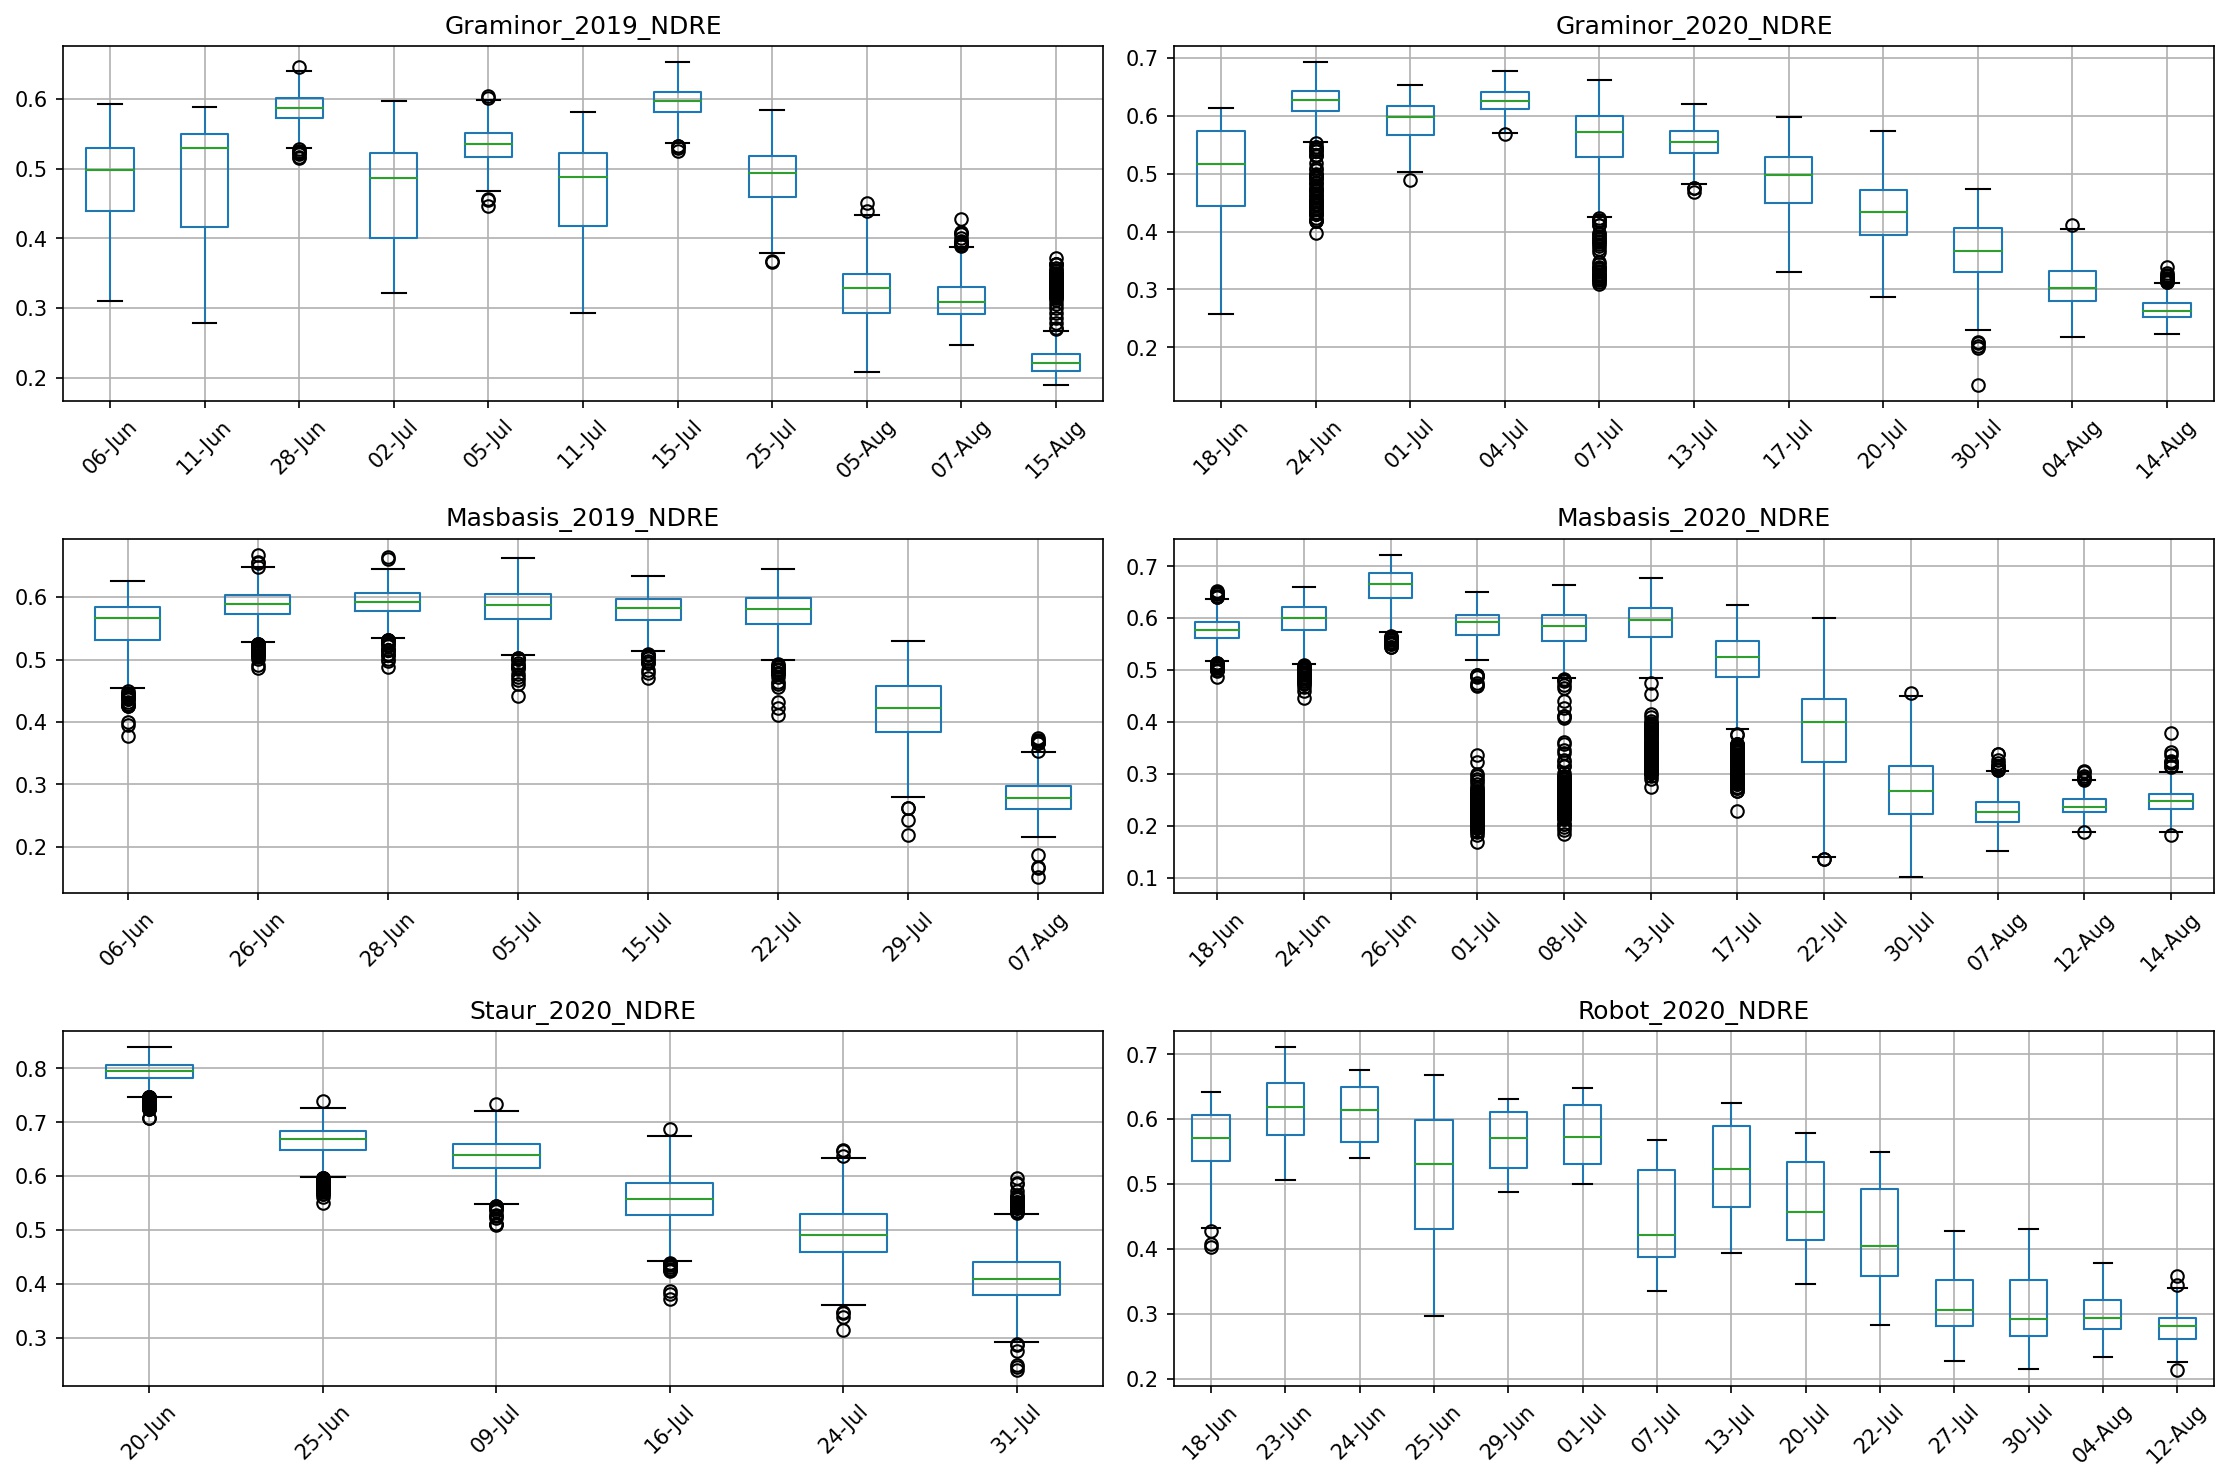 Graminor_2019_NDRE
0.6
0.5
0.4
0.3
0.2
06-Jun 11-Jun 28-Jun 02-Jul 05-Jul 11-Jul 15-Jul 25-Jul 05-Aug 07-Aug 15-Aug
Graminor_2020_NDRE
0.7
0.6
0.5
0.4
0.3
0.2
18-Jun 24-Jun 01-Jul 04-Jul 07-Jul 13-Jul 17-Jul 20-Jul 30-Jul 04-Aug 14-Aug
Masbasis_2019_NDRE
0.6
0.5
0.4
0.3
0.2
06-Jun 26-Jun 28-Jun 05-Jul 15-Jul 22-Jul 29-Jul 07-Aug
Masbasis_2020_NDRE
0.7
0.6
0.5
0.4
0.3
0.2
0.1
18-Jun 24-Jun 26-Jun 01-Jul 08-Jul 13-Jul 17-Jul 22-Jul 30-Jul 07-Aug 12-Aug 14-Aug
Staur_2020_NDRE
0.8
0.7
0.6
0.5
0.4
0.3
20-Jun 25-Jun 09-Jul 16-Jul 24-Jul 31-Jul
Robot_2020_NDRE
0.7
0.6
0.5
0.4
0.3
0.2
18-Jun 23-Jun 24-Jun 25-Jun 29-Jun 01-Jul 07-Jul 13-Jul 20-Jul 22-Jul 27-Jul 30-Jul 04-Aug 12-Aug